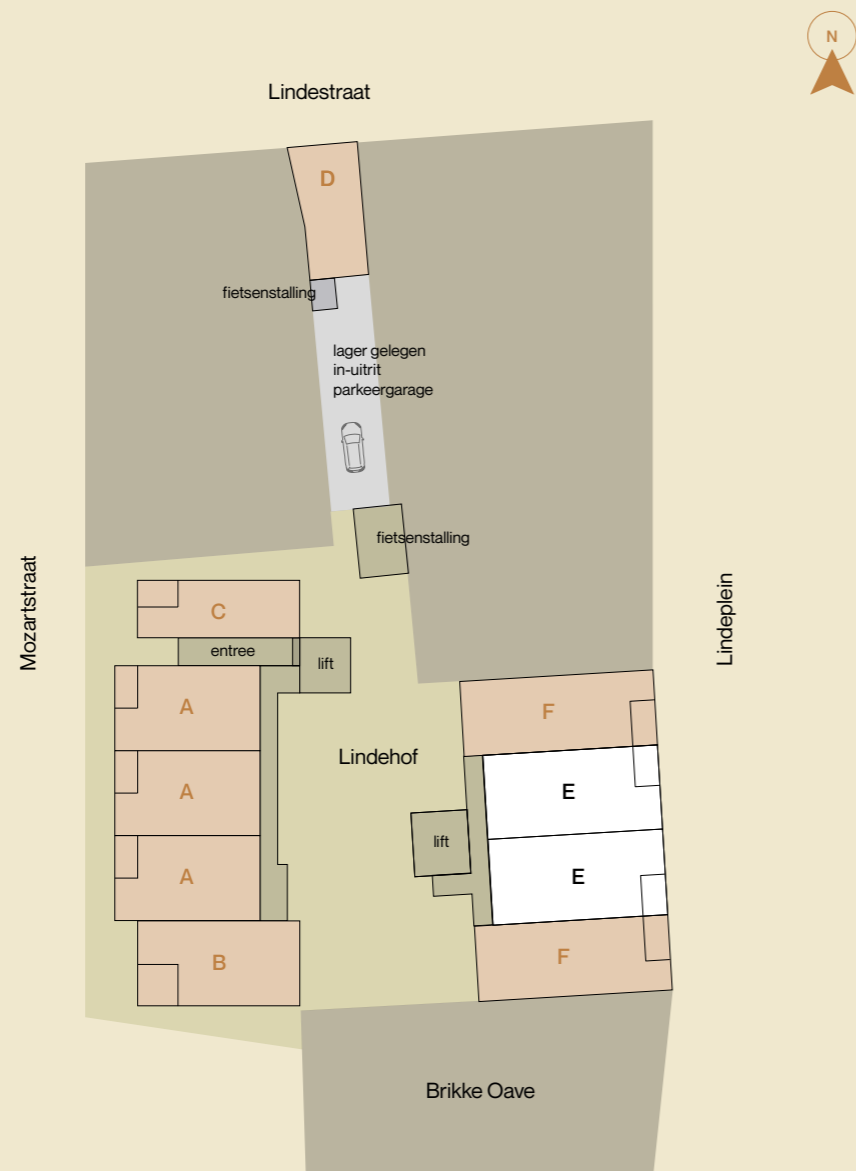 N
Lindestraat
D
fietsenstalling
lager gelegen
in-uitrit
parkeergarage
fietsenstalling
Mozartstraat
Lindeplein
C
entree
lift
A
F
Lindehof
A
E
lift
A
E
B
F
Brikke Oave